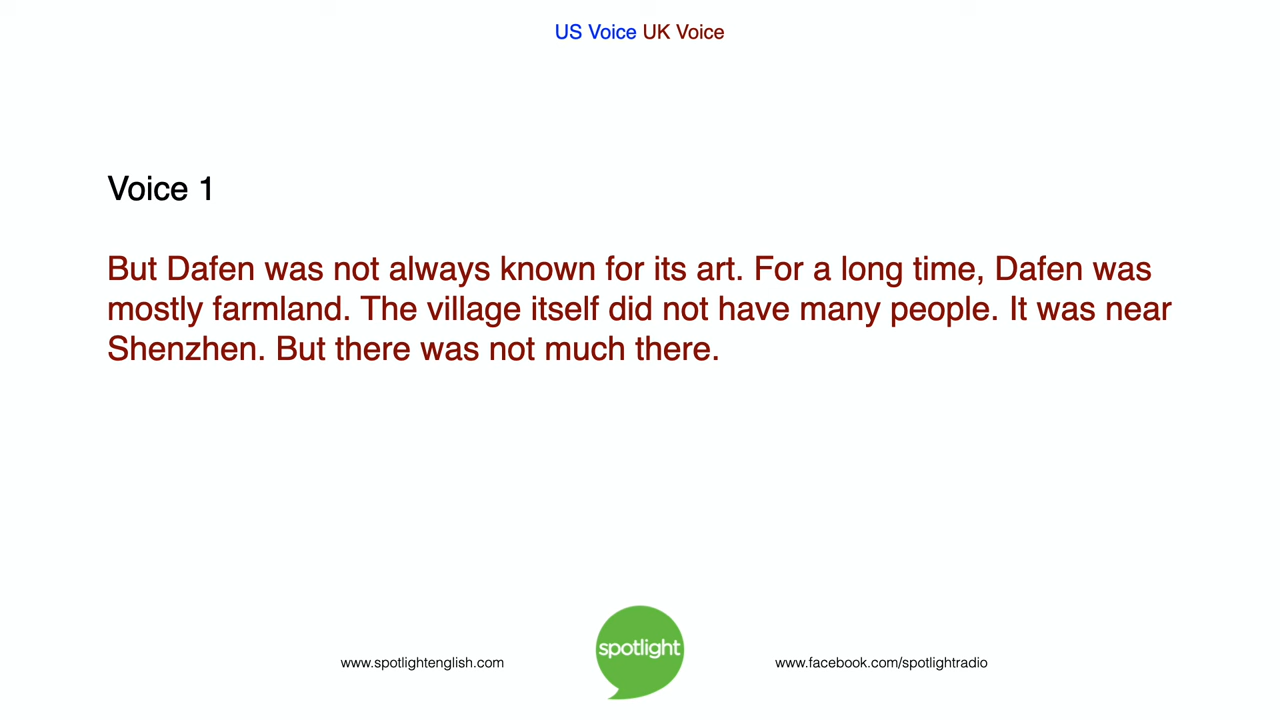 US Voice UK Voice
Voice 1
But Dafen was not always known for its art. For a long time, Dafen was
mostly farmland. The village itself did not have many people. It was near
Shenzhen. But there was not much there.
spotlight
www.spotlightenglish.com
www.facebook.com/spotlightradio